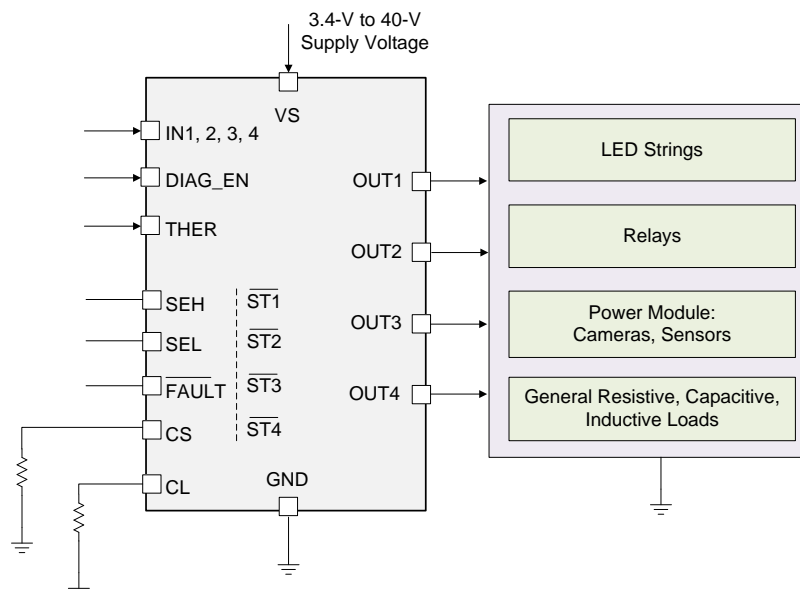 3.4-V to 40-V
Supply Voltage
VS
IN1, 2, 3, 4
DIAG_EN
THER
SEH
SEL
FAULT
CS
CL
ST1
ST2
ST3
ST4
GND
OUT1
OUT2
OUT3
OUT4
LED Strings
Relays
Power Module:
Cameras, Sensors
General Resistive, Capacitive,
Inductive Loads